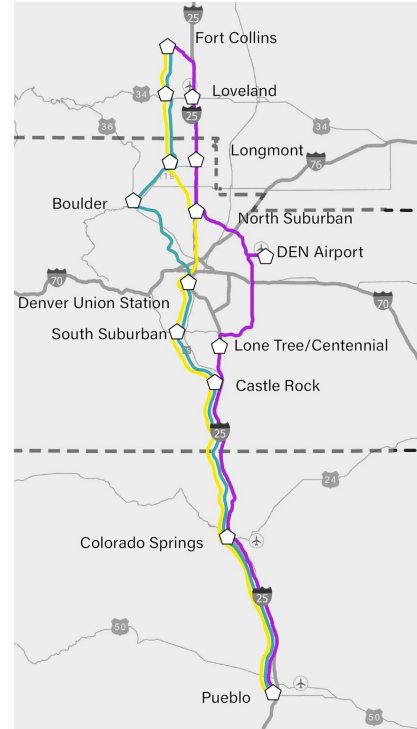 25
Fort Collins
34
Loveland
25
36
34
Longmont
76
119
Boulder
North Suburban
DEN Airport
70
Denver Union Station
70
South Suburban
Lone Tree/Centennial
Castle Rock
25
24
Colorado Springs
25
50
Pueblo
50